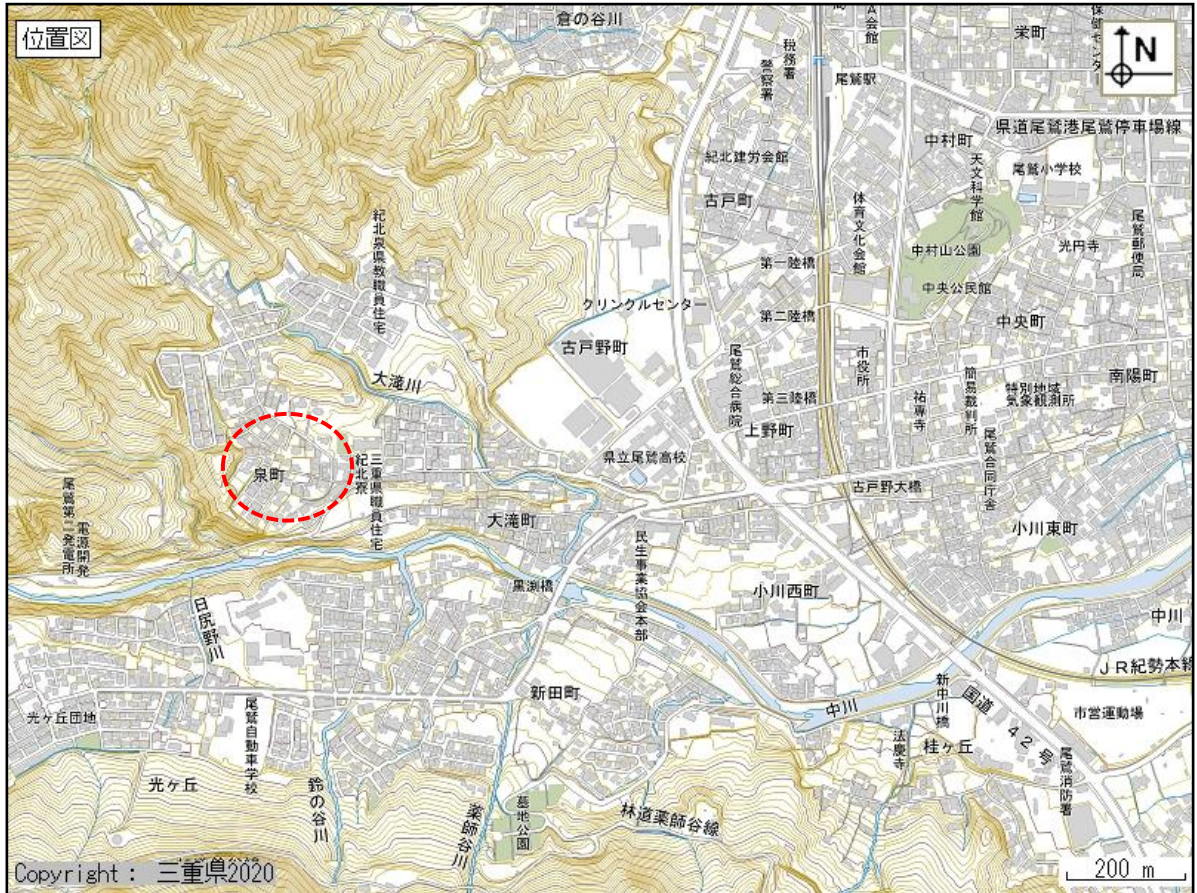 位置図
倉の谷川
税務署
警察署
A会館
尾鷲駅
栄町
保健センタ
N
県道尾鷲港尾鷲停車場線
中村町
天文科学館
尾鷲小学校
紀北建労会館
古戸町
体育文化会館
中村山公園
光円寺
尾鷲郵便局
紀北泉県教職員住宅
第一陸橋
中央公民館
クリンクルセンター
第二陸橋
中央町
古戸野町
大滝川
尾鷲総合病院
市役所
簡易裁判所
特別地域
気象観測所
南陽町
第三陸橋
祐専寺
上野町
尾鷲合同庁舎
県立尾鷲高校
泉町
三重県職員住宅
紀北寮
電源開発
尾鷲第二発電所
古戸野大橋
大滝町
小川東町
民生事業協会本部
黒渕橋
小川西町
日尻野川
中川
JR紀勢本線
新田町
新中川橋
国道42号
中川
市営運動場
光ヶ丘団地
尾鷲自動車学校
法慶寺
桂ヶ丘
尾鷲消防署
光ヶ丘
鈴の谷川
薬師谷川
墓地公園
林道薬師谷線
Copyright : 三重県2020
200 m